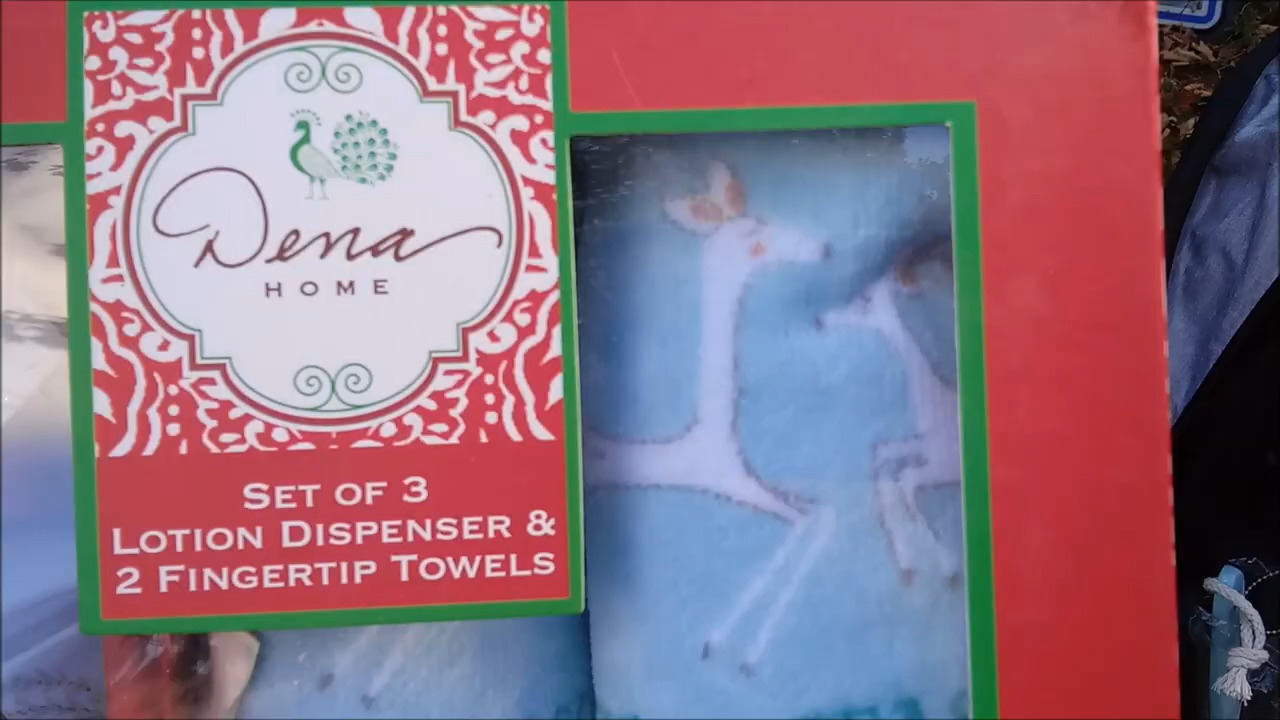 Dena
HOME
SET OF 3
LOTION DISPENSER &
2 FINGERTIP TOWELS